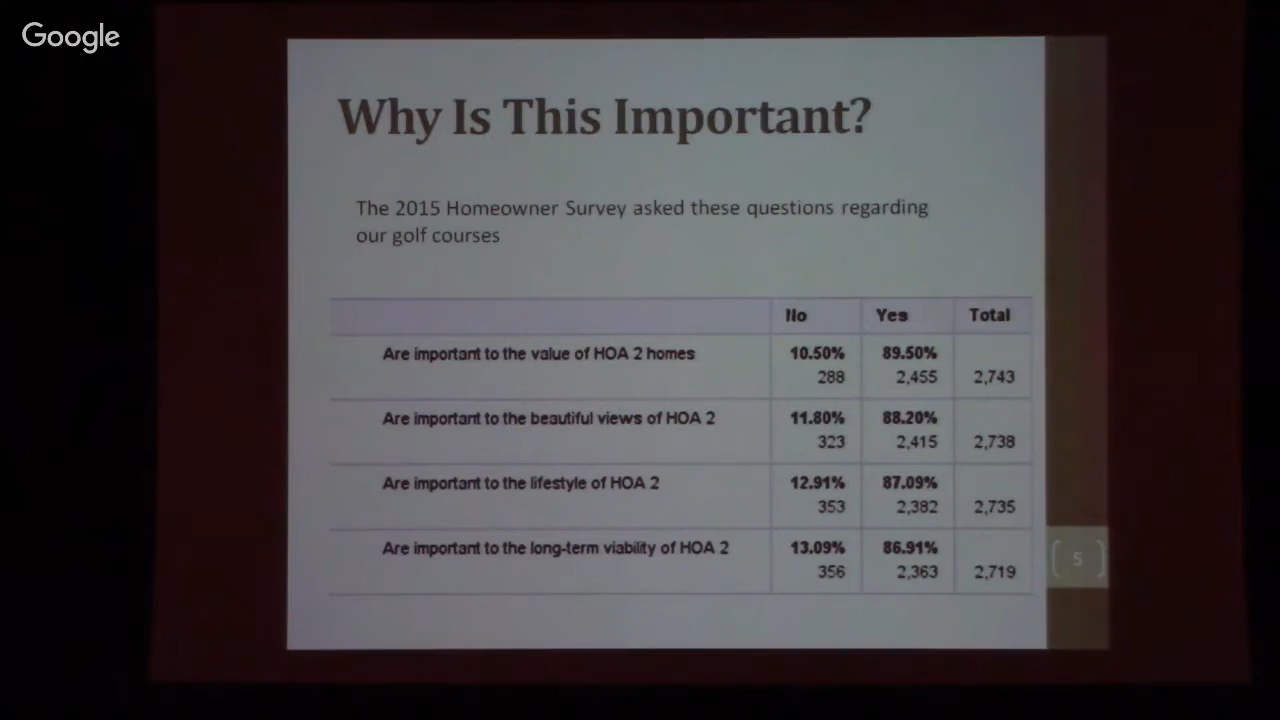 Google
Why Is This Important?
The 2015 Homeowner Survey asked these questions regarding
our golf courses
No Yes Total
Are important to the value of HOA 2 homes 10.50% 89.50%
288 2,455 2,743
Are important to the beautiful views of HOA 2 11.80% 88.20%
323 2,415 2,738
Are important to the lifestyle of HOA 2 12.91% 87.09%
353 2,382 2,735
Are important to the long-term viability of HOA 2 13.09% 86.91%
356 2,363 2,719
5